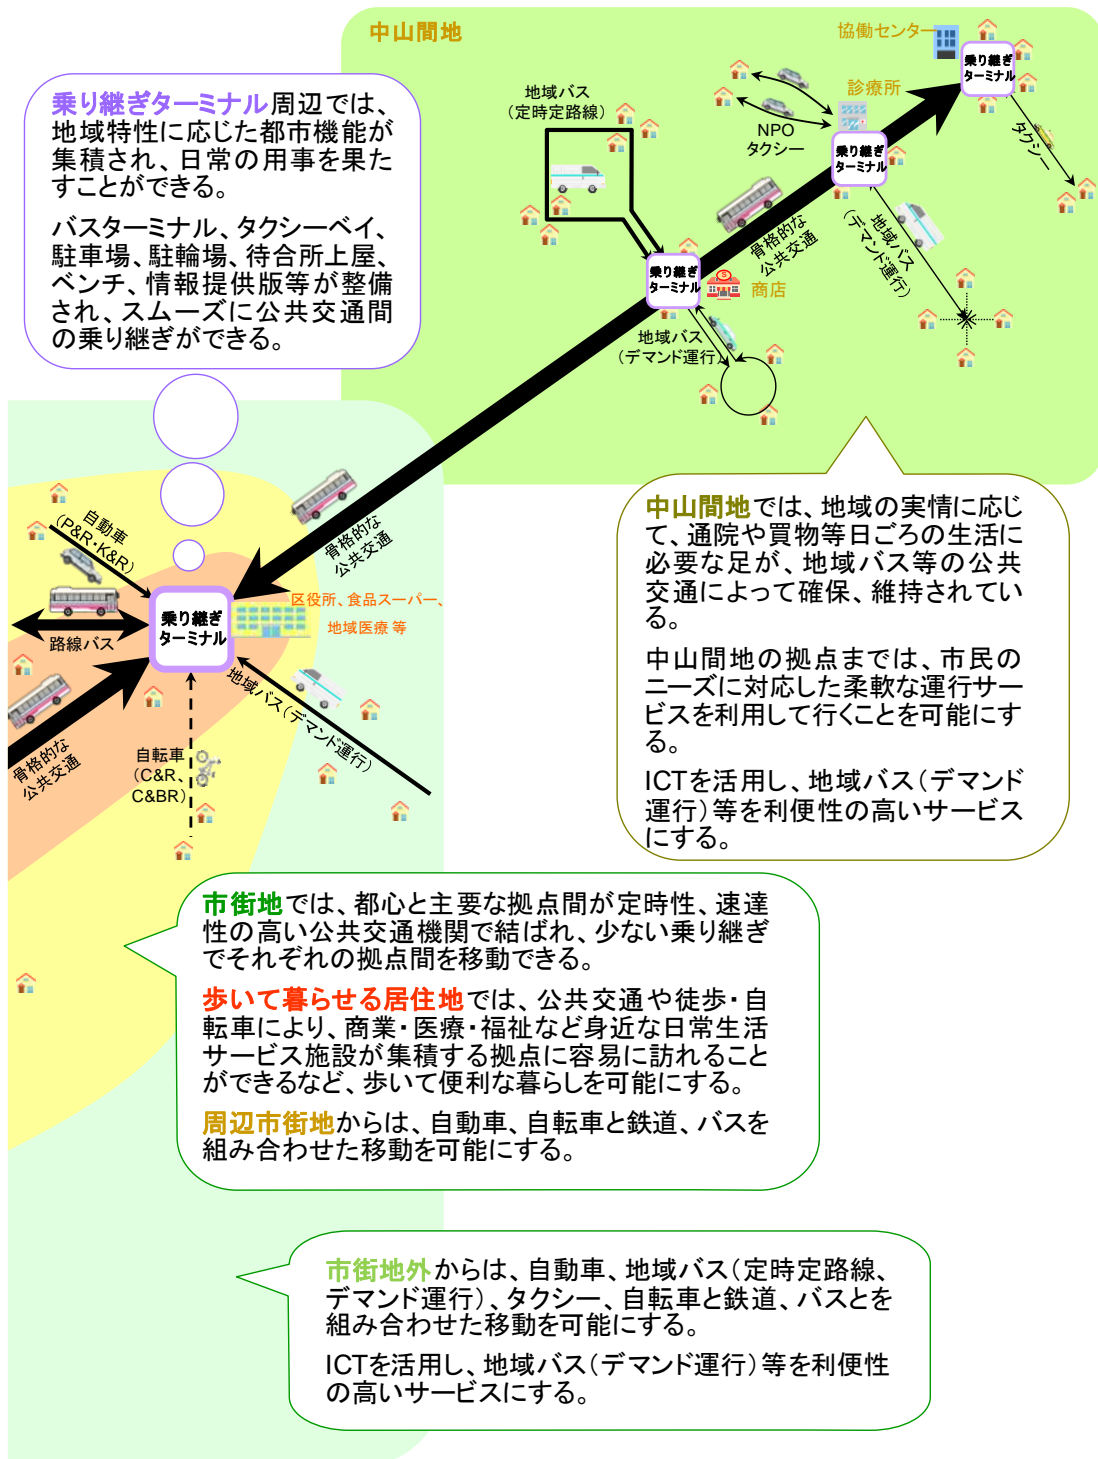 中山間地
協働センター
乗り継ぎ
ターミナル
診療所
乗り継ぎ
ターミナル
タクシー
NPO
タクシー
地域バス
（定時定路線）
地域バス
（デマンド運行）
骨格的な
公共交通
乗り継ぎ
ターミナル
商店
地域バス
（デマンド運行）
乗り継ぎターミナル周辺では、
地域特性に応じた都市機能が
集積され、日常の用事を果た
すことができる。
バスターミナル、タクシーベイ、
駐車場、駐輪場、待合所上屋、
ベンチ、情報提供版等が整備
され、スムーズに公共交通間
の乗り継ぎができる。
骨格的な
公共交通
自動車
（P&R・K&R）
路線バス
乗り継ぎ
ターミナル
区役所、食品スーパー、
地域医療 等
地域バス（デマンド運行）
骨格的な
公共交通
自転車
（C&R、
C&BR）
中山間地では、地域の実情に応じ
て、通院や買物等日ごろの生活に
必要な足が、地域バス等の公共
交通によって確保、維持されてい
る。
中山間地の拠点までは、市民の
ニーズに対応した柔軟な運行サー
ビスを利用して行くことを可能にす
る。
ICTを活用し、地域バス（デマンド
運行）等を利便性の高いサービス
にする。
市街地では、都心と主要な拠点間が定時性、速達
性の高い公共交通機関で結ばれ、少ない乗り継ぎ
でそれぞれの拠点間を移動できる。
歩いて暮らせる居住地では、公共交通や徒歩・自
転車により、商業・医療・福祉など身近な日常生活
サービス施設が集積する拠点に容易に訪れること
ができるなど、歩いて便利な暮らしを可能にする。
周辺市街地からは、自動車、自転車と鉄道、バスを
組み合わせた移動を可能にする。
市街地外からは、自動車、地域バス（定時定路線、
デマンド運行）、タクシー、自転車と鉄道、バスとを
組み合わせた移動を可能にする。
ICTを活用し、地域バス（デマンド運行）等を利便性
の高いサービスにする。